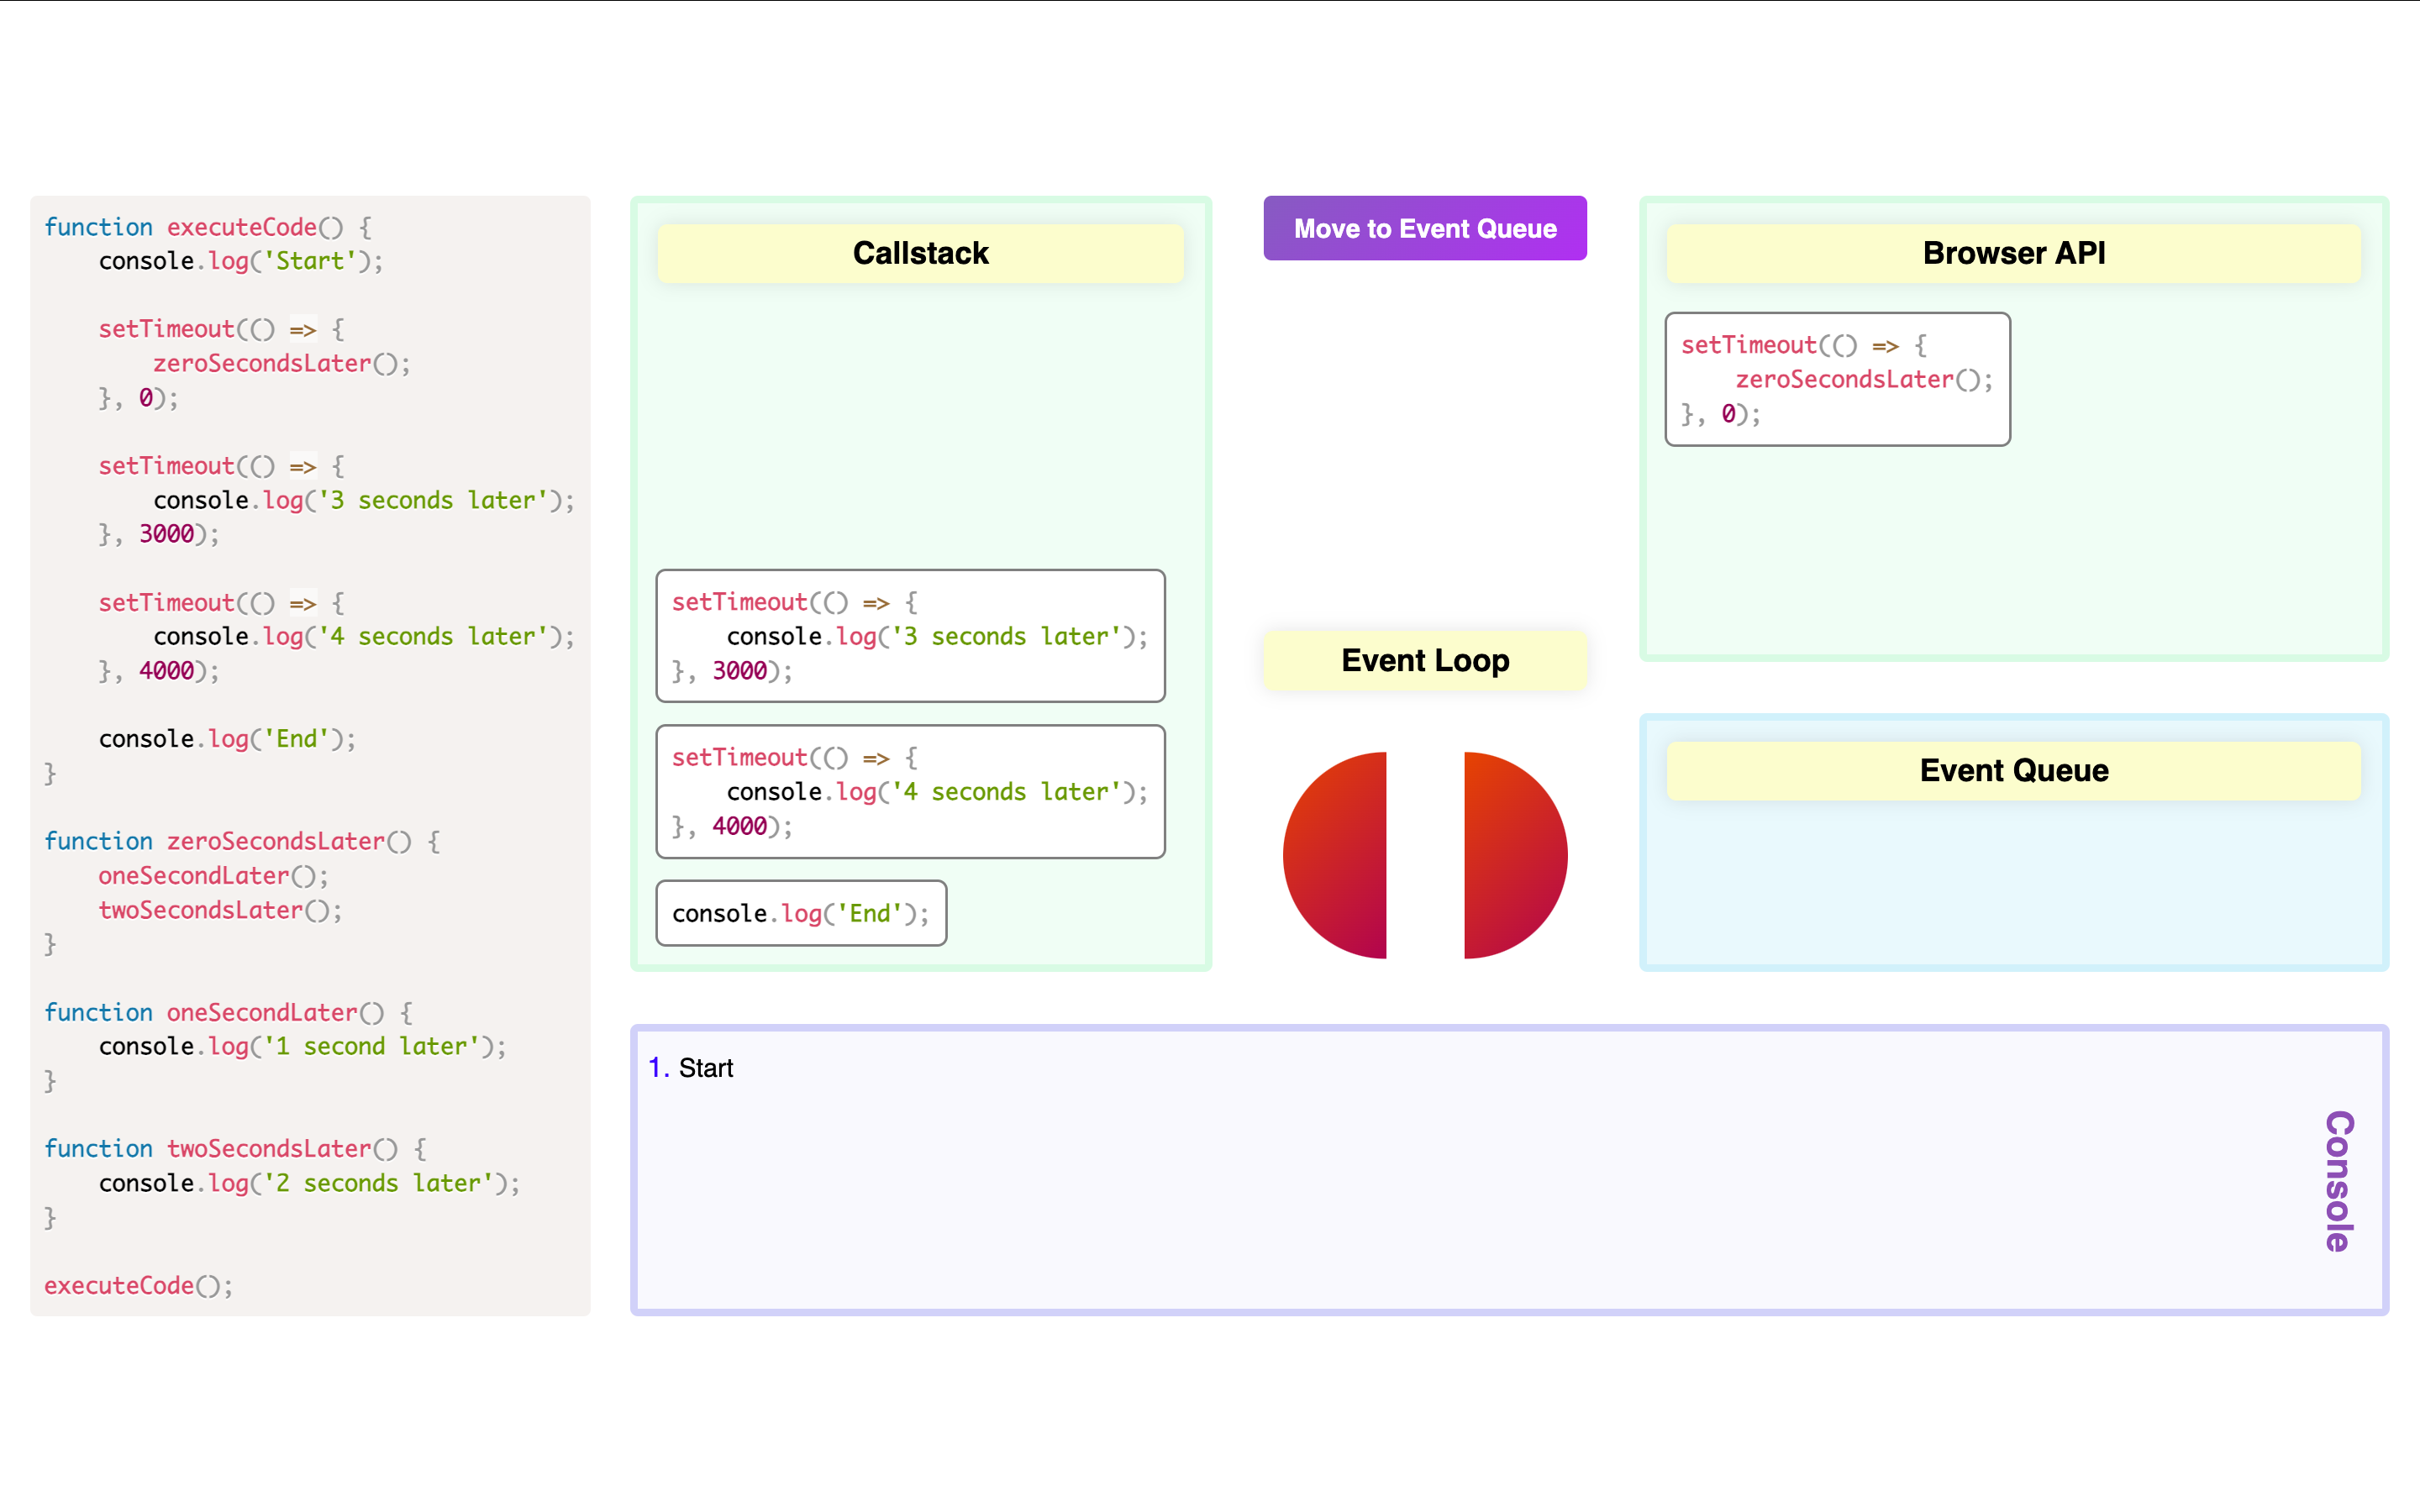 function executeCode() {
    console.log('Start');

    setTimeout(() => {
        zeroSecondsLater();
    }, 0);

    setTimeout(() => {
        console.log('3 seconds later');
    }, 3000);

    setTimeout(() => {
        console.log('4 seconds later');
    }, 4000);

    console.log('End');
}

function zeroSecondsLater() {
    oneSecondLater();
    twoSecondsLater();
}

function oneSecondLater() {
    console.log('1 second later');
}

function twoSecondsLater() {
    console.log('2 seconds later');
}

executeCode();
Callstack
setTimeout(() => {
    console.log('3 seconds later');
}, 3000);
setTimeout(() => {
    console.log('4 seconds later');
}, 4000);
console.log('End');
Move to Event Queue
Event Loop
Browser API
setTimeout(() => {
    zeroSecondsLater();
}, 0);
Event Queue
1. Start
Console